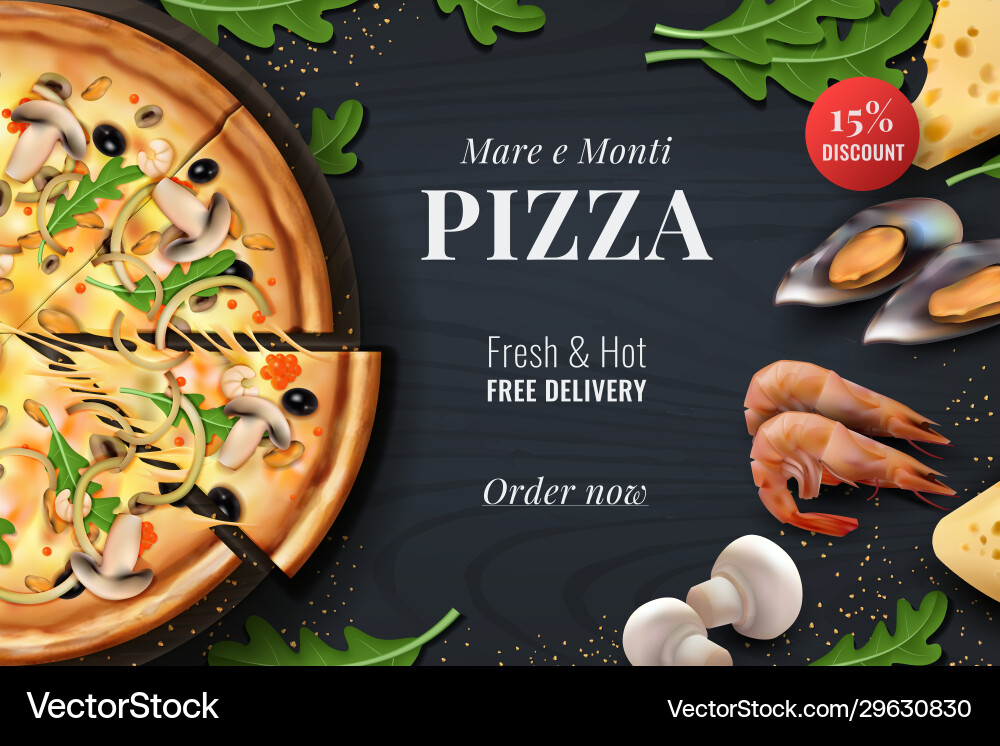 15%
DISCOUNT
Mare e Monti
PIZZA
Fresh & Hot
FREE DELIVERY
Order now
VectorStock
VectorStock.com/29630830